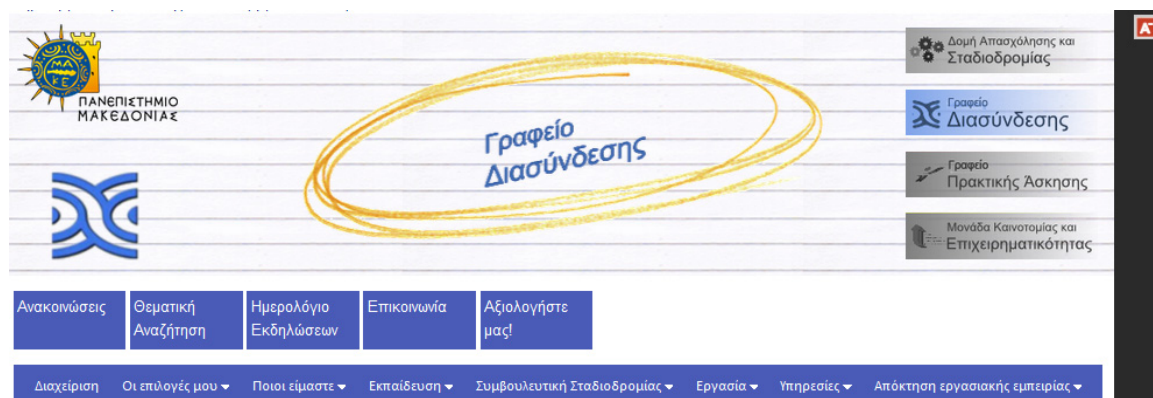 ΜΑ
ΚΕ
ΠΑΝΕΠΙΣΤΗΜΙΟ
ΜΑΚΕΔΟΝΙΑΣ
Γραφείο
Διασύνδεσης
Δομή Απασχόλησης και
Σταδιοδρομίας
Γραφείο
Διασύνδεσης
Γραφείο
Πρακτικής Άσκησης
Μονάδα Καινοτομίας και
Επιχειρηματικότητας
Ανακοινώσεις
Θεματική
Αναζήτηση
Ημερολόγιο
Εκδηλώσεων
Επικοινωνία
Αξιολογήστε
μας!
Διαχείριση Οι επιλογές μου Ποιοι είμαστε Εκπαίδευση Συμβουλευτική Σταδιοδρομίας Εργασία Υπηρεσίες Απόκτηση εργασιακής εμπειρίας